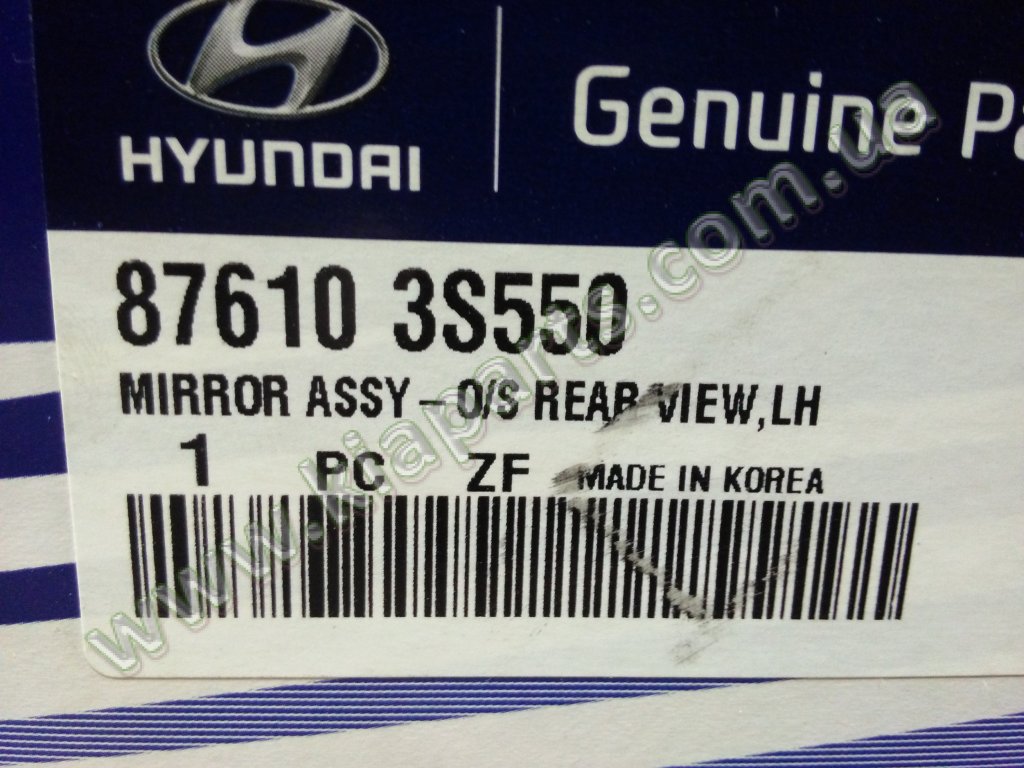 HYUNDAI
Genuine Pa
87610 3S550
MIRROR ASSY – O/S REAR VIEW,LH
1 PC ZF MADE IN KOREA
www.kiaparts.com.ua